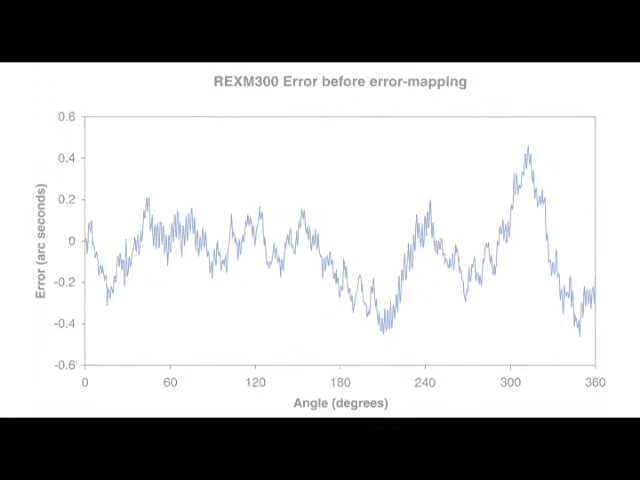 REXM300 Error before error-mapping
0.6
0.4
0.2
0
-0.2
-0.4
-0.6
Error (arc seconds)
0 60 120 180 240 300 360
Angle (degrees)